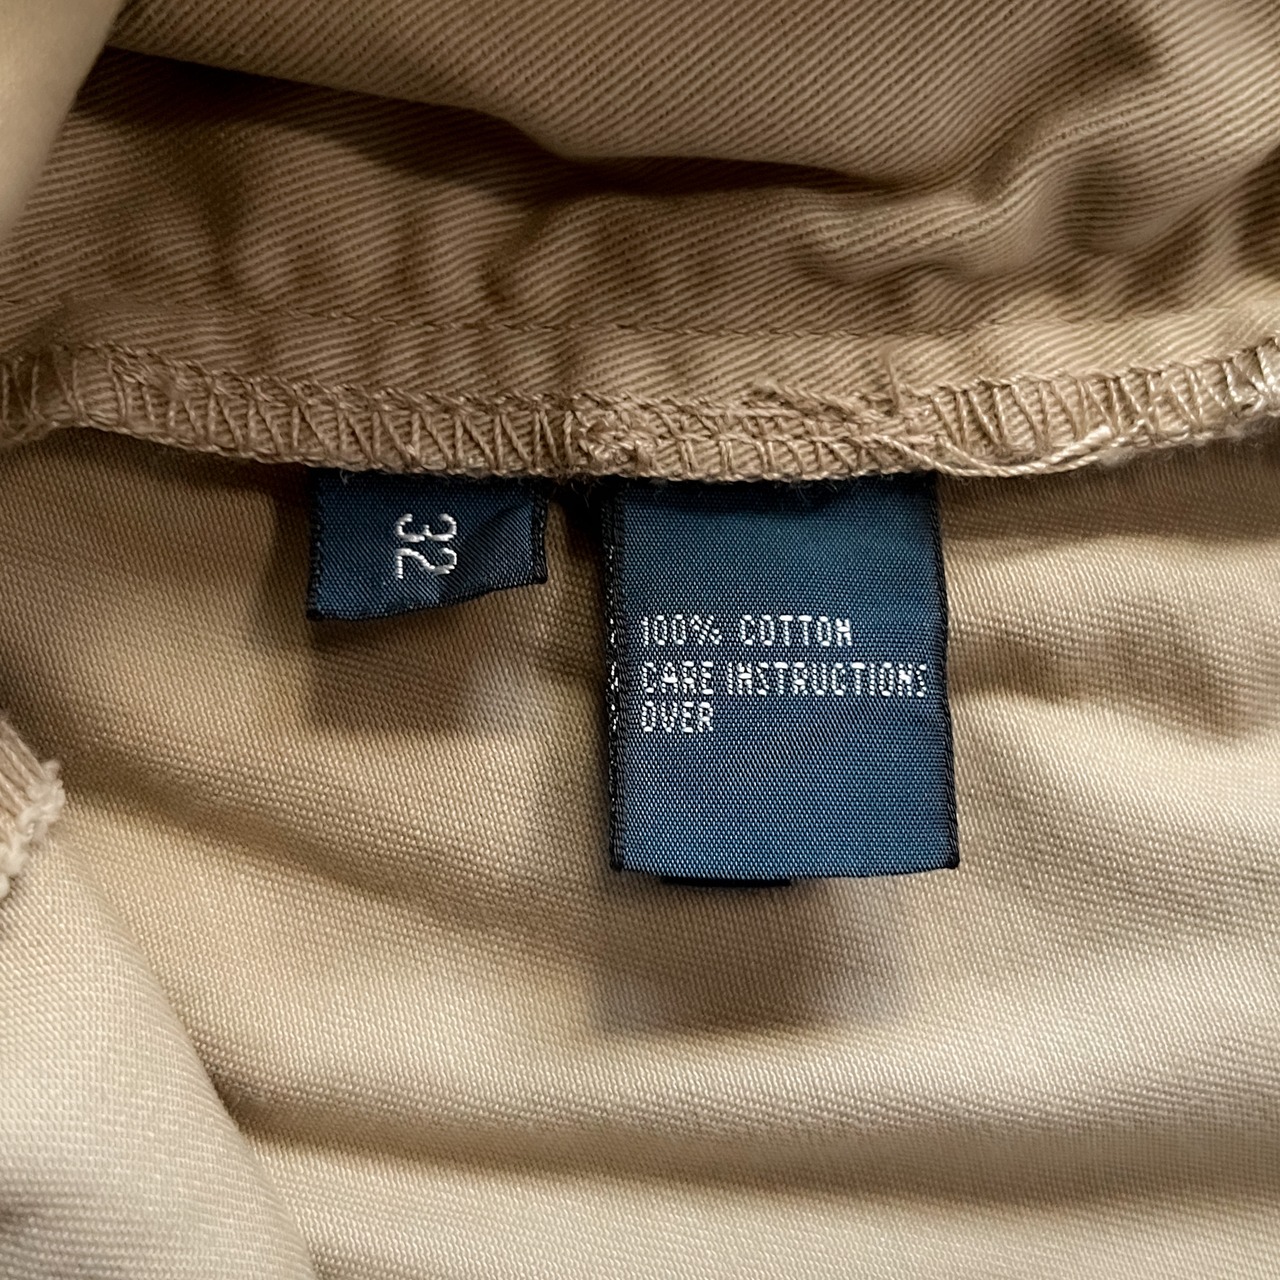 32
100% COTTON
CARE INSTRUCTIONS
OVER